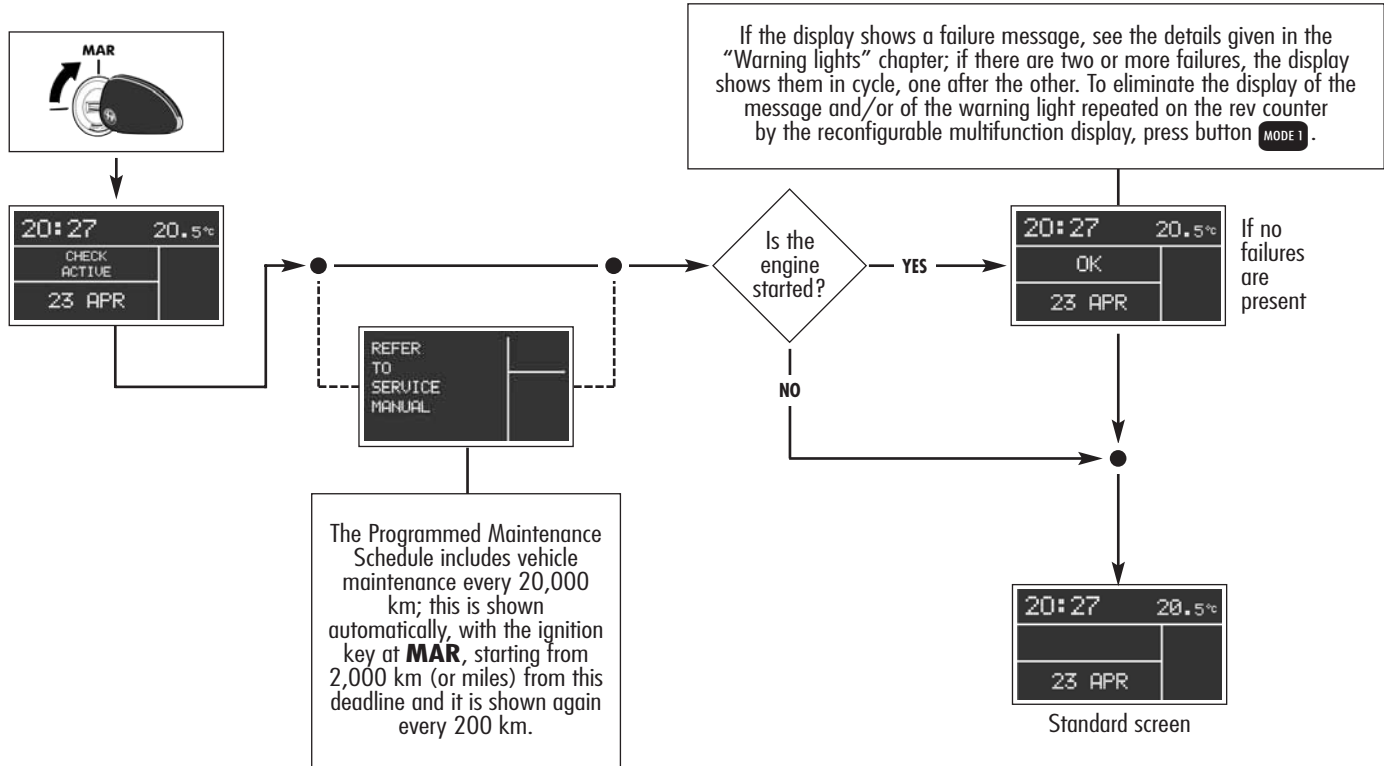 MAR
If the display shows a failure message, see the details given in the
“Warning lights” chapter; if there are two or more failures, the display
shows them in cycle, one after the other. To eliminate the display of the
message and/or of the warning light repeated on the rev counter
by the reconfigurable multifunction display, press button MODE 1.
20:27 20.5°C
CHECK
ACTIVE
23 APR
REFER
TO
SERVICE
MANUAL
The Programmed Maintenance
Schedule includes vehicle
maintenance every 20,000
km; this is shown
automatically, with the ignition
key at MAR, starting from
2,000 km (or miles) from this
deadline and it is shown again
every 200 km.
Is the
engine
started?
YES
NO
20:27 20.5°C
OK
23 APR
If no
failures
are
present
20:27 20.5°C
23 APR
Standard screen